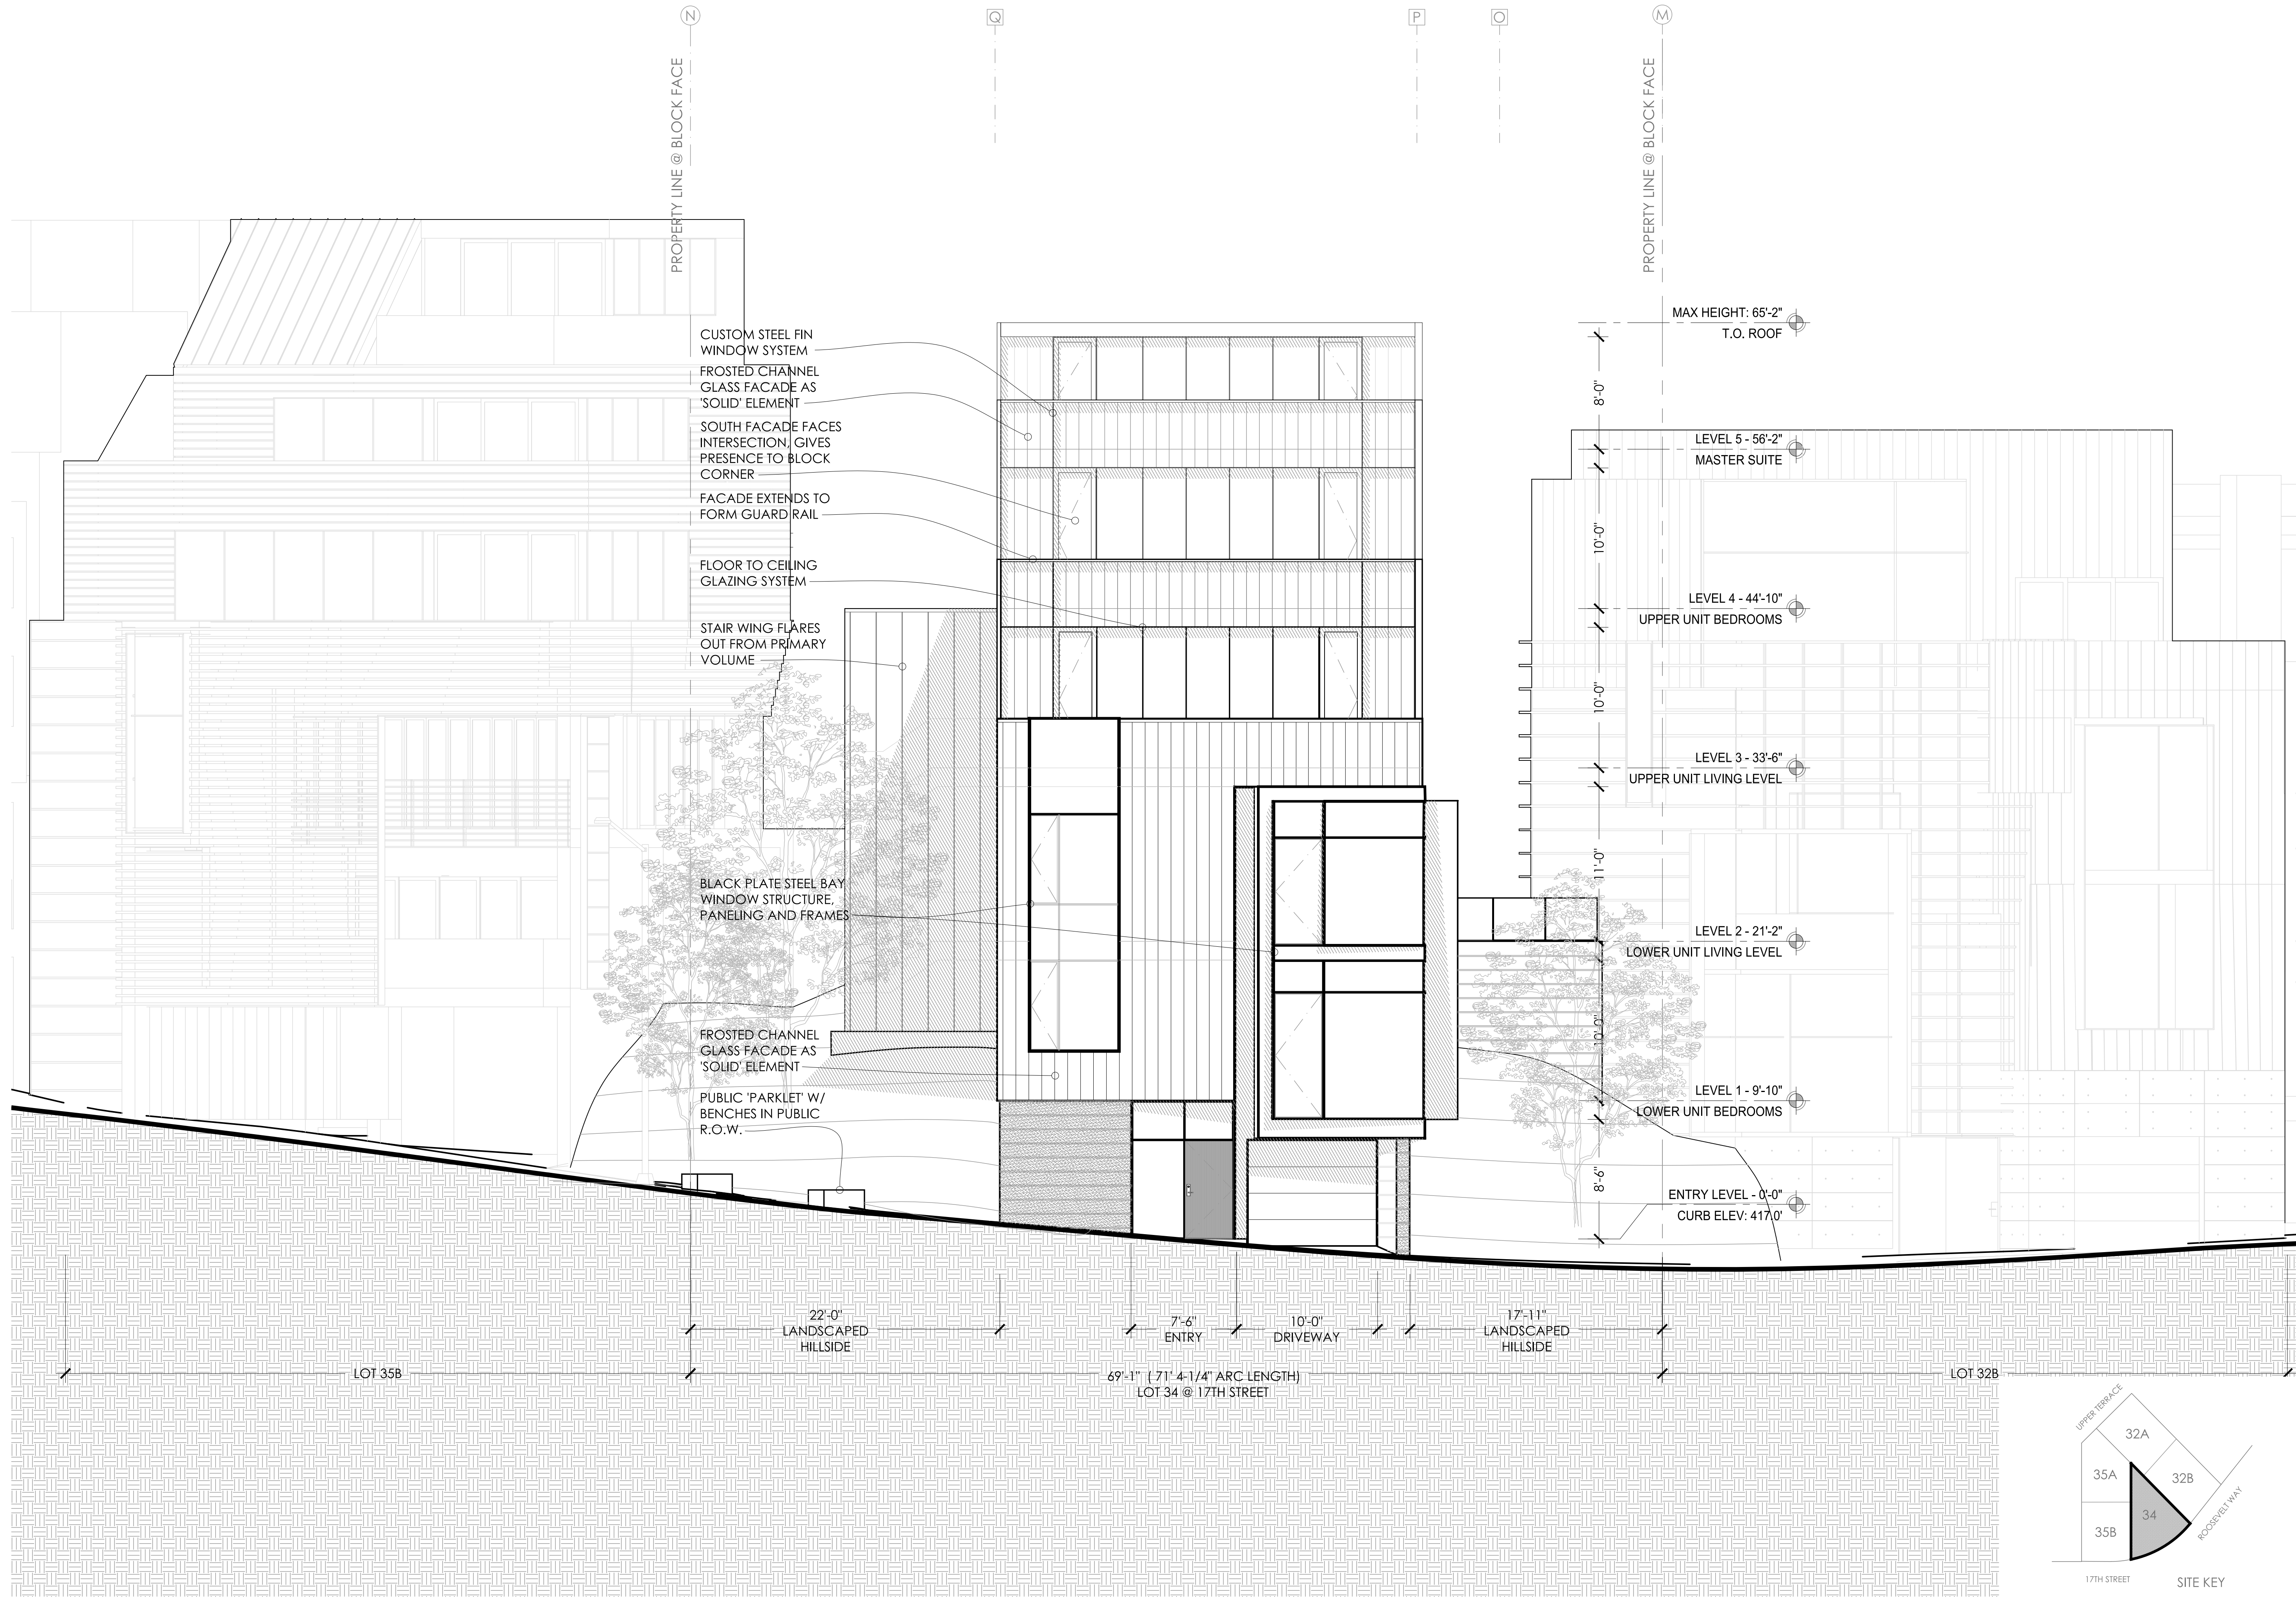 N
Q
P
O
M
PROPERTY LINE @ BLOCK FACE
PROPERTY LINE @ BLOCK FACE
CUSTOM STEEL FIN
WINDOW SYSTEM
FROSTED CHANNEL
GLASS FACADE AS
'SOLID' ELEMENT
SOUTH FACADE FACES
INTERSECTION, GIVES
PRESENCE TO BLOCK
CORNER
FACADE EXTENDS TO
FORM GUARD RAIL
FLOOR TO CEILING
GLAZING SYSTEM
STAIR WING FLARES
OUT FROM PRIMARY
VOLUME
BLACK PLATE STEEL BAY
WINDOW STRUCTURE,
PANELING AND FRAMES
FROSTED CHANNEL
GLASS FACADE AS
'SOLID' ELEMENT
PUBLIC 'PARKLET' W/
BENCHES IN PUBLIC
R.O.W.
MAX HEIGHT: 65'-2"
T.O. ROOF
8'-0"
LEVEL 5 - 56'-2"
MASTER SUITE
10'-0"
LEVEL 4 - 44'-10"
UPPER UNIT BEDROOMS
10'-0"
LEVEL 3 - 33'-6"
UPPER UNIT LIVING LEVEL
11'-0"
LEVEL 2 - 21'-2"
LOWER UNIT LIVING LEVEL
10'-0"
LEVEL 1 - 9'-10"
LOWER UNIT BEDROOMS
8'-6"
ENTRY LEVEL - 0'-0"
CURB ELEV: 417.0'
22'-0"
LANDSCAPED
HILLSIDE
7'-6"
ENTRY
10'-0"
DRIVEWAY
17'-11"
LANDSCAPED
HILLSIDE
LOT 35B
69'-1" ( 71' 4-1/4" ARC LENGTH)
LOT 34 @ 17TH STREET
LOT 32B
UPPER TERRACE
32A
35A
32B
34
35B
ROOSEVELT WAY
17TH STREET
SITE KEY